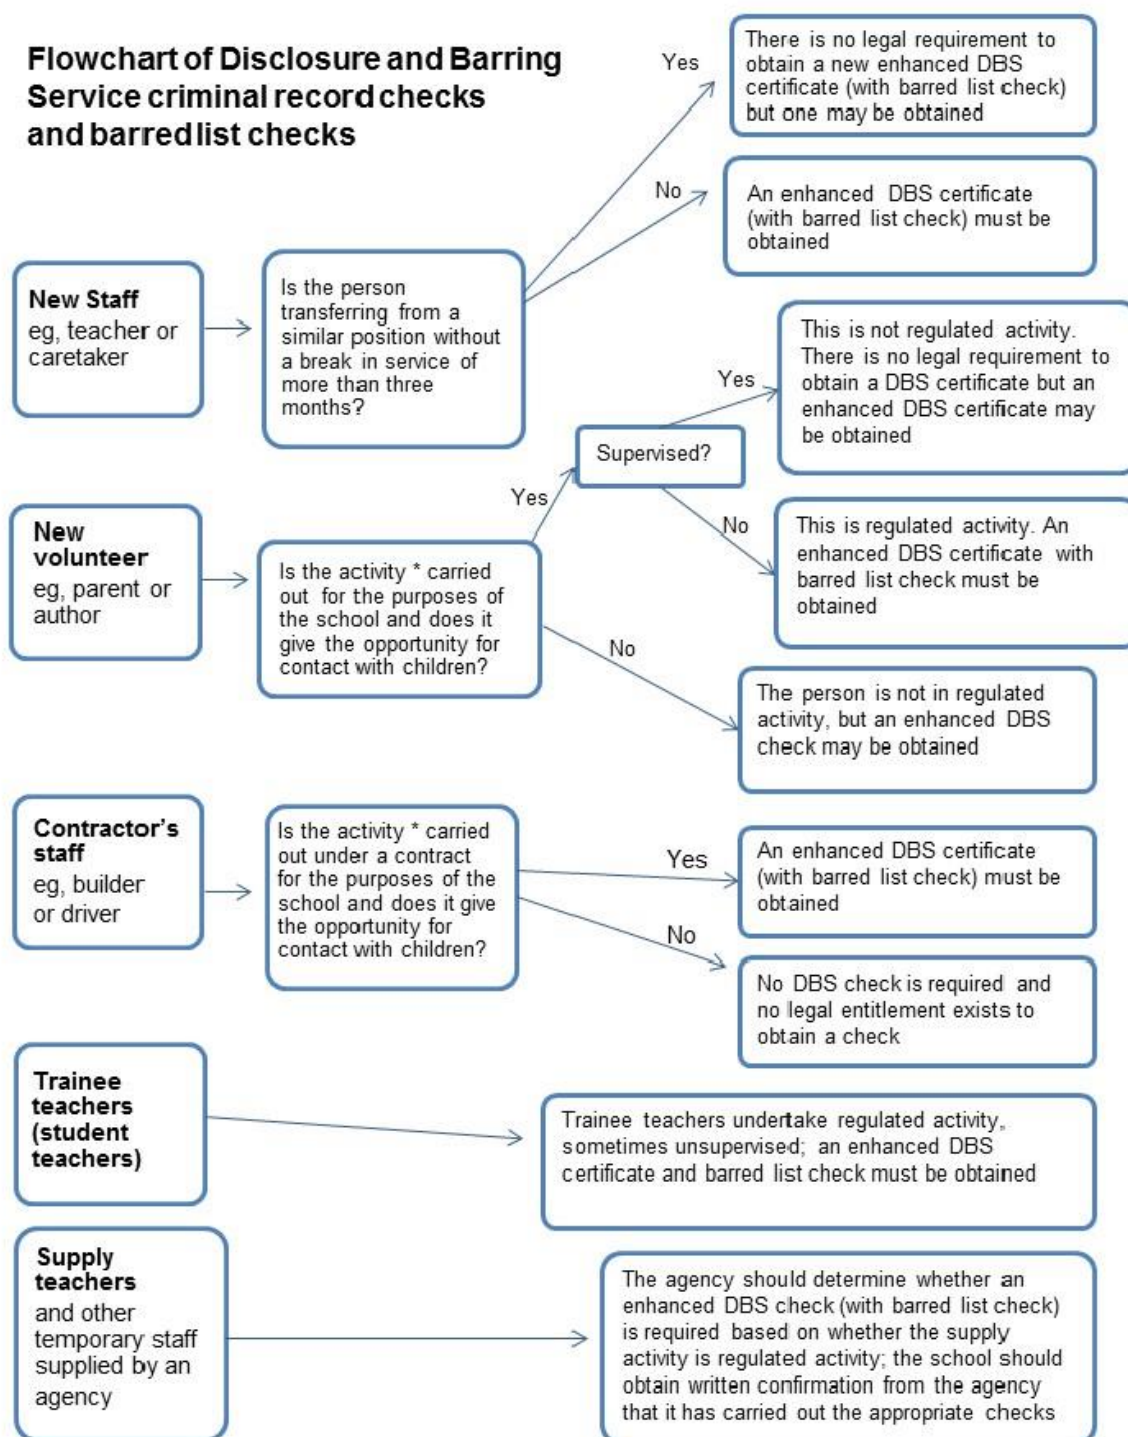 Flowchart of Disclosure and Barring
Service criminal record checks
and barred list checks
New Staff
eg, teacher or
caretaker
Is the person
transferring from a
similar position without
a break in service of
more than three
months?
Yes
There is no legal requirement to
obtain a new enhanced DBS
certificate (with barred list check)
but one may be obtained
No
An enhanced DBS certificate
(with barred list check) must be
obtained
New
volunteer
eg, parent or
author
Is the activity * carried
out for the purposes of
the school and does it
give the opportunity for
contact with children?
Yes
Supervised?
Yes
This is not regulated activity.
There is no legal requirement to
obtain a DBS certificate but an
enhanced DBS certificate may
be obtained
No
This is regulated activity. An
enhanced DBS certificate with
barred list check must be
obtained
No
The person is not in regulated
activity, but an enhanced DBS
check may be obtained
Contractor's
staff
eg, builder
or driver
Is the activity * carried
out under a contract
for the purposes of the
school and does it give
the opportunity for
contact with children?
Yes
An enhanced DBS certificate
(with barred list check) must be
obtained
No
No DBS check is required and
no legal entitlement exists to
obtain a check
Trainee
teachers
(student
teachers)
Trainee teachers undertake regulated activity,
sometimes unsupervised; an enhanced DBS
certificate and barred list check must be obtained
Supply
teachers
and other
temporary staff
supplied by an
agency
The agency should determine whether an
enhanced DBS check (with barred list check)
is required based on whether the supply
activity is regulated activity; the school should
obtain written confirmation from the agency
that it has carried out the appropriate checks